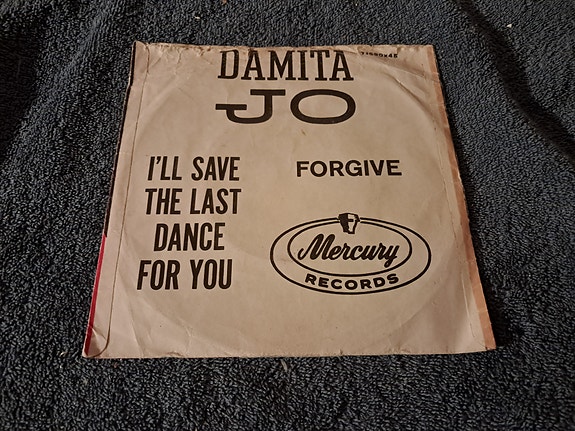 DAMITA
JO
I'LL SAVE
THE LAST
DANCE
FOR YOU
FORGIVE
Mercury
RECORDS